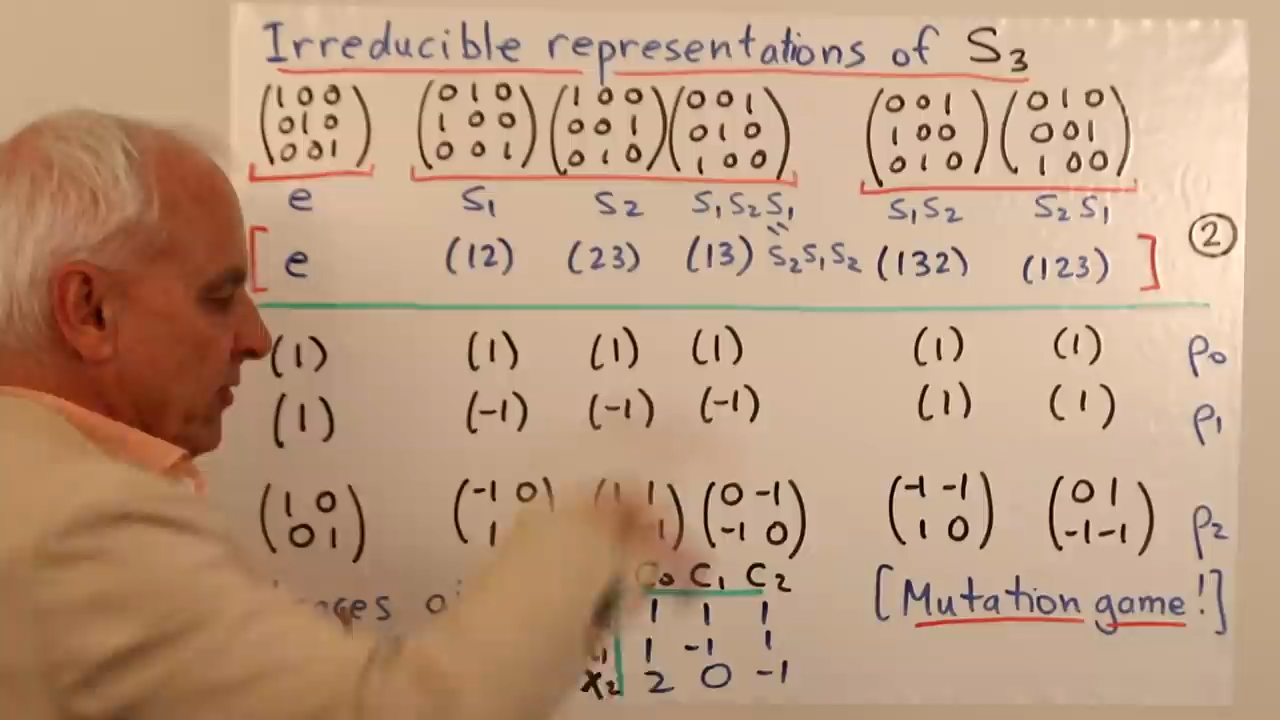 Irreducible representations of S₃
(1 0 0 (0 1 0 (1 0 0 (0 0 1 (0 0 1 (0 1 0
0 1 0 1 0 0 0 0 1 0 1 0 1 0 0 0 0 1
0 0 1) 0 0 1) 0 1 0) 1 0 0) 0 1 0) 1 0 0)
e S₁ S₂ S₁S₂S₁ S₁S₂ S₂S₁
[ e (12) (23) (13) S₂S₁S₂ (132) (123) ] ②
(1) (1) (1) (1) (1) (1) ρ₀
(1) (-1) (-1) (-1) (1) (1) ρ₁
(1 0 (-1 0) 1 (0 -1 (-1 -1 (0 1
0 1) 1 1) -1 0) 1 0) -1 -1) ρ₂
C₀ C₁ C₂
1 1 1
1 -1 1
χ₂ 2 0 -1
[Mutation game!]